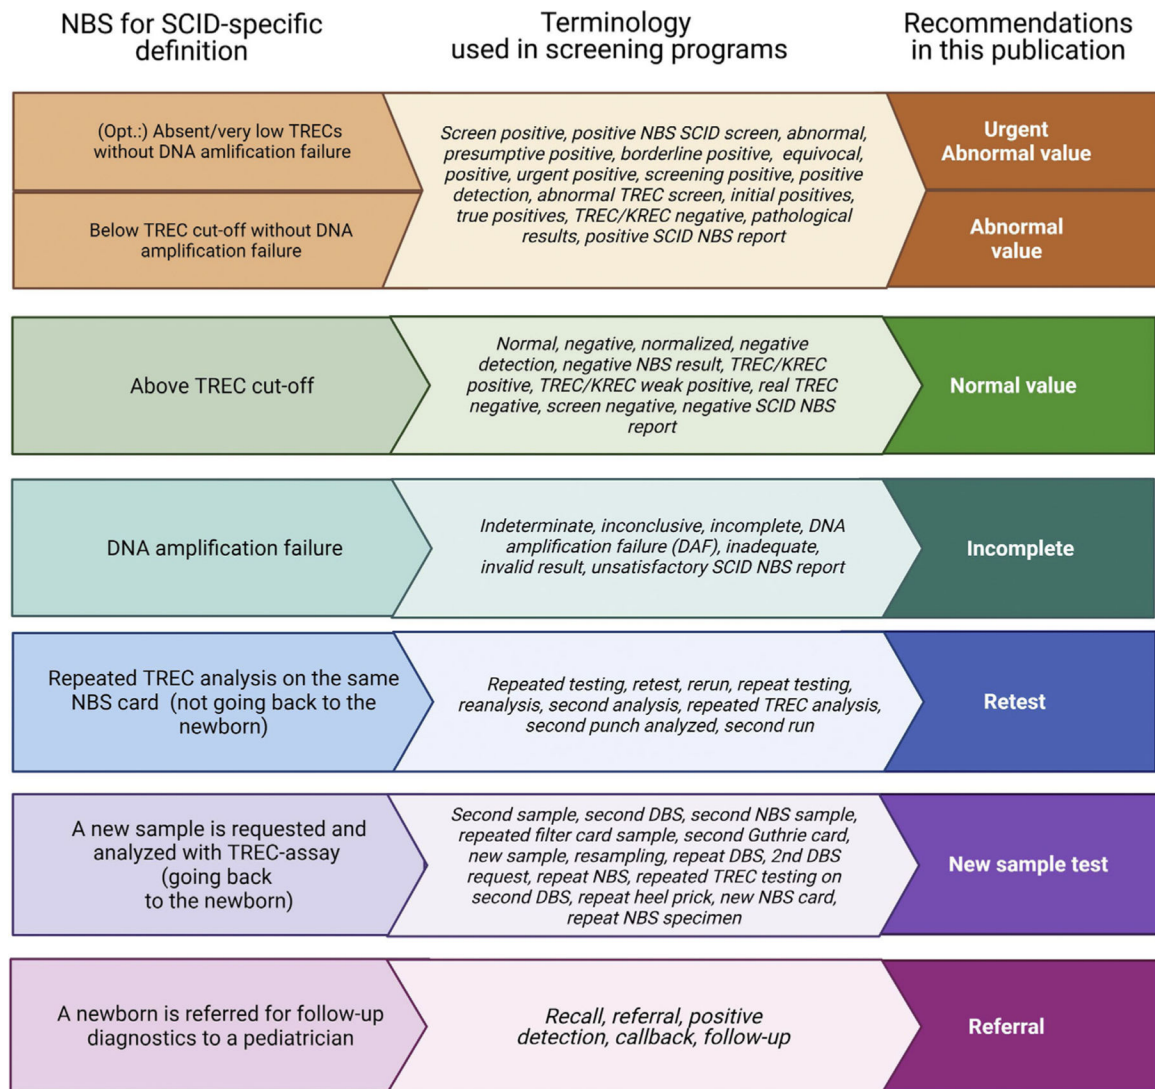 NBS for SCID-specific
definition
Terminology
used in screening programs
Recommendations
in this publication
(Opt.:) Absent/very low TRECs
without DNA amlification failure
Below TREC cut-off without DNA
amplification failure
Screen positive, positive NBS SCID screen, abnormal,
presumptive positive, borderline positive, equivocal,
positive, urgent positive, screening positive, positive
detection, abnormal TREC screen, initial positives,
true positives, TREC/KREC negative, pathological
results, positive SCID NBS report
Urgent
Abnormal value
Abnormal
value
Above TREC cut-off
Normal, negative, normalized, negative
detection, negative NBS result, TREC/KREC
positive, TREC/KREC weak positive, real TREC
negative, screen negative, negative SCID NBS
report
Normal value
DNA amplification failure
Indeterminate, inconclusive, incomplete, DNA
amplification failure (DAF), inadequate,
invalid result, unsatisfactory SCID NBS report
Incomplete
Repeated TREC analysis on the same
NBS card (not going back to the
newborn)
Repeated testing, retest, rerun, repeat testing,
reanalysis, second analysis, repeated TREC analysis,
second punch analyzed, second run
Retest
A new sample is requested and
analyzed with TREC-assay
(going back
to the newborn)
Second sample, second DBS, second NBS sample,
repeated filter card sample, second Guthrie card,
new sample, resampling, repeat DBS, 2nd DBS
request, repeat NBS, repeated TREC testing on
second DBS, repeat heel prick, new NBS card,
repeat NBS specimen
New sample test
A newborn is referred for follow-up
diagnostics to a pediatrician
Recall, referral, positive
detection, callback, follow-up
Referral